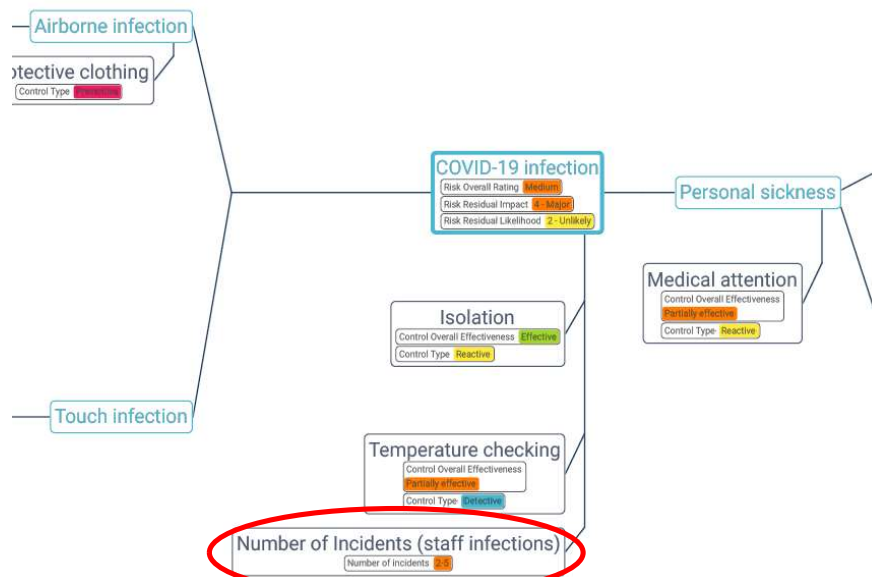 Airborne infection
otective clothing
Control Type Preventive
COVID-19 infection
Risk Overall Rating Medium
Risk Residual Impact 4 - Major
Risk Residual Likelihood 2 - Unlikely
Personal sickness
Medical attention
Control Overall Effectiveness
Partially effective
Control Type Reactive
Isolation
Control Overall Effectiveness Effective
Control Type Reactive
Touch infection
Temperature checking
Control Overall Effectiveness
Partially effective
Control Type Detective
Number of Incidents (staff infections)
Number of incidents 2-5